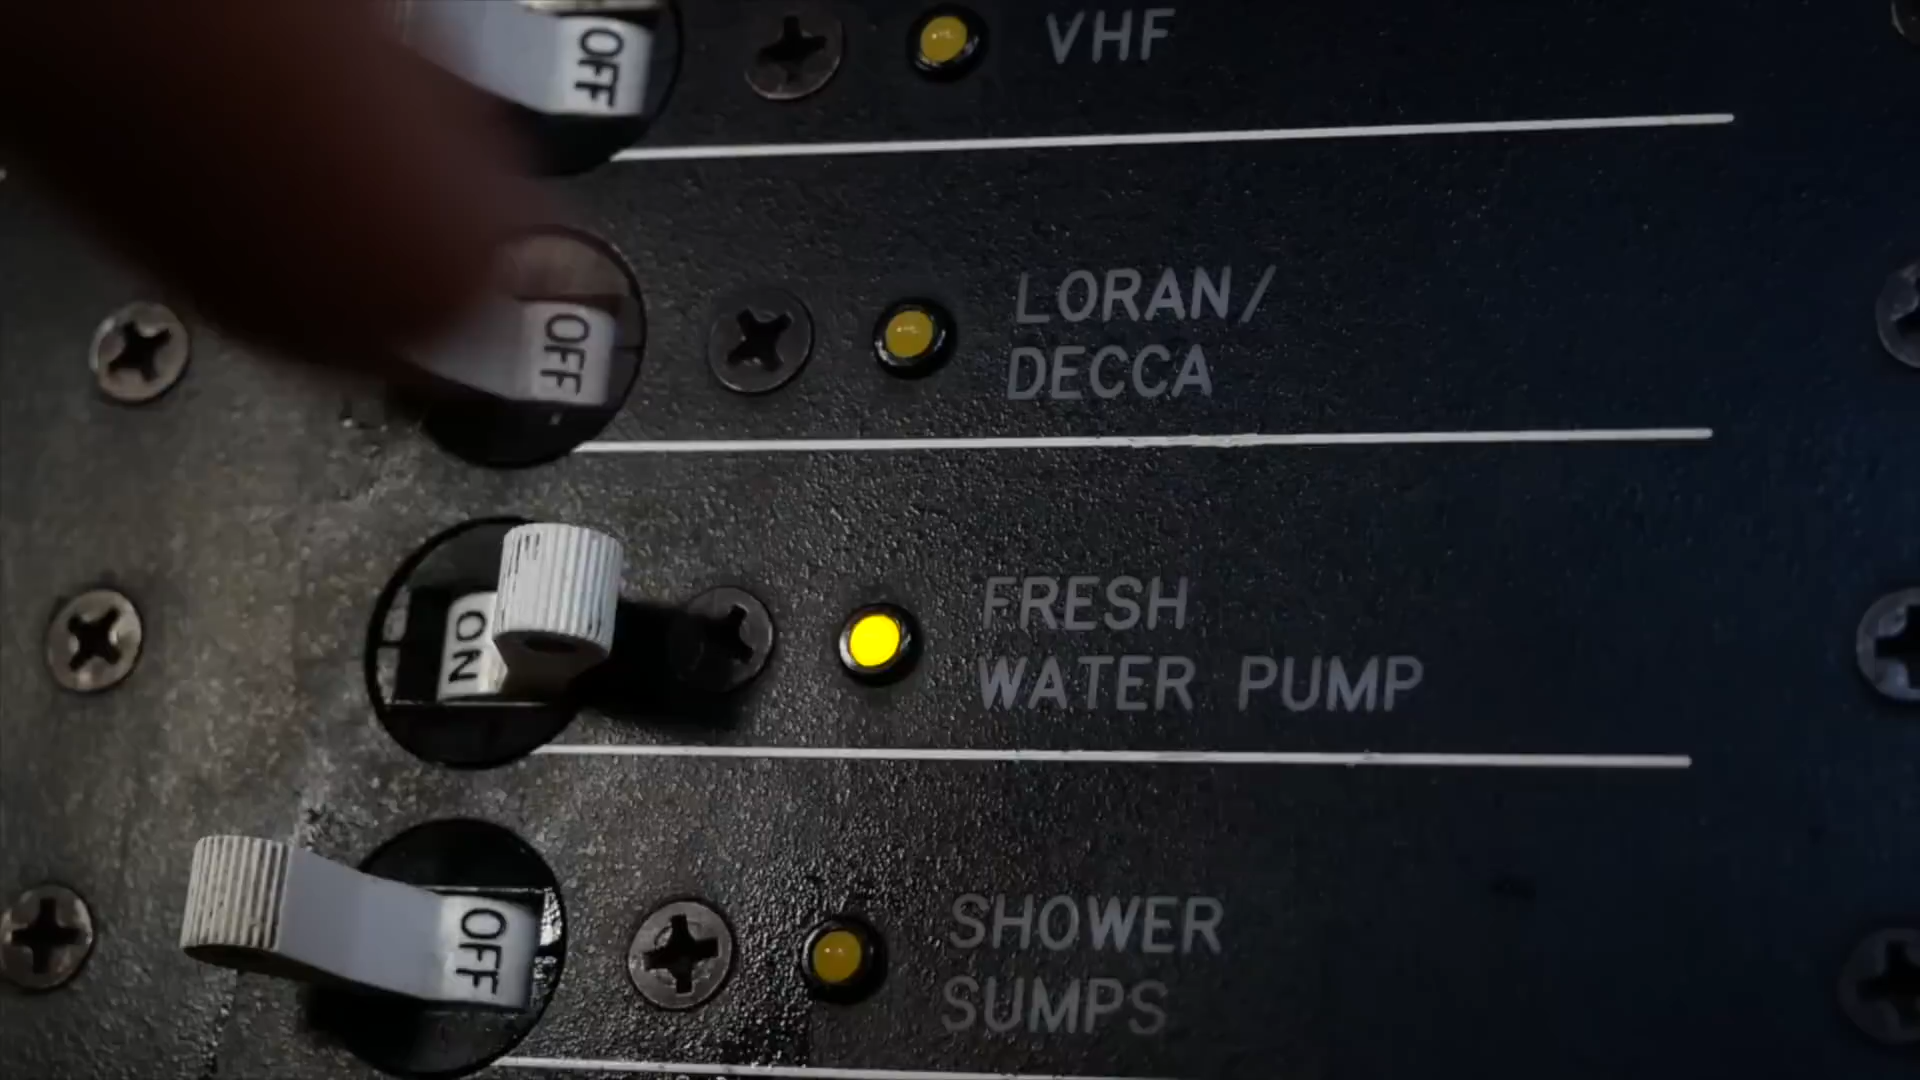 OFF
VHF
OFF
LORAN/
DECCA
ON
FRESH
WATER PUMP
OFF
SHOWER
SUMPS